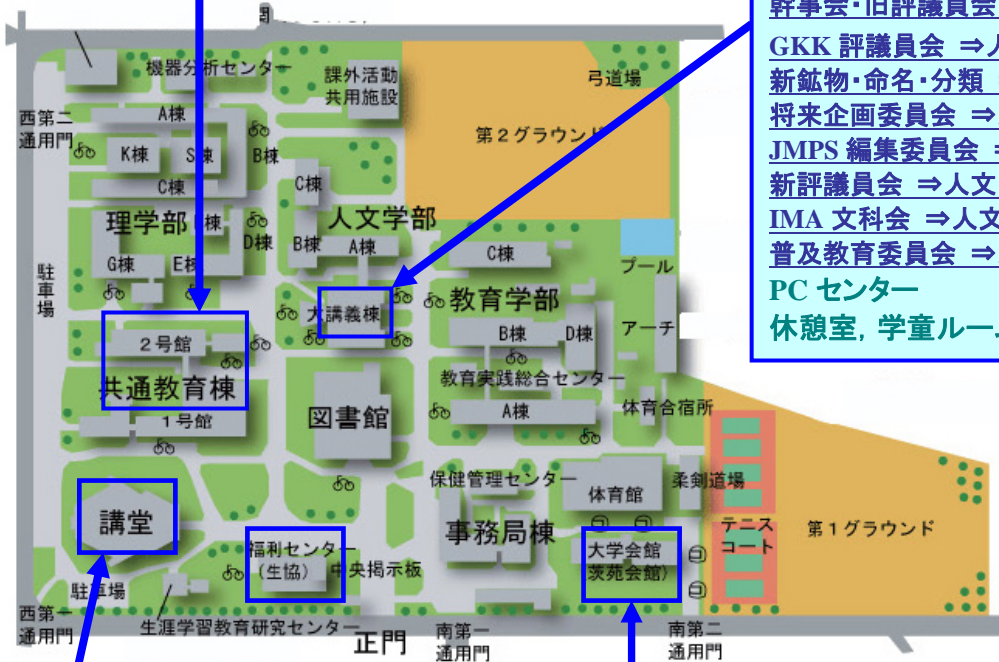 幹事会・旧評議員会
GKK 評議員会 ⇒人
新鉱物・命名・分類
将来企画委員会 ⇒
JMPS 編集委員会
新評議員会 ⇒人文
IMA 文科会 ⇒人文
普及教育委員会 ⇒
PC センター
休憩室，学童ルーム
機器分析センター
課外活動
共用施設
弓道場
西第二
通用門
A棟
K棟
S棟
B棟
C棟
第2グラウンド
理学部
棟
D棟
G棟
E棟
C棟
人文学部
B棟
A棟
大講義棟
C棟
プール
教育学部
B棟
D棟
アーチ
教育実践総合センター
A棟
体育合宿所
駐車場
2号館
共通教育棟
1号館
図書館
保健管理センター
体育館
柔剣道場
講堂
事務局棟
テニス
コート
第1グラウンド
福利センター
(生協)
中央掲示板
大学会館
茨苑会館)
駐車場
西第一
通用門
生涯学習教育研究センター
正門
南第一
通用門
南第二
通用門